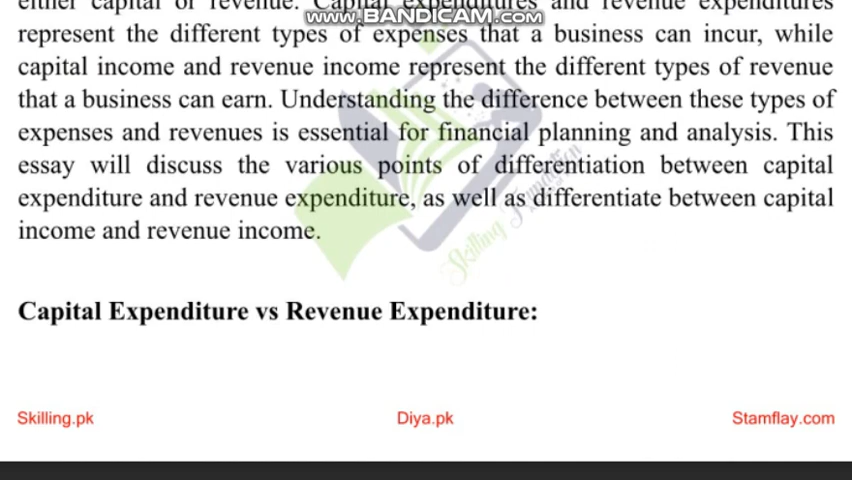 www.BANDICAM.com
either capital or revenue. Capital expenditures and revenue expenditures
represent the different types of expenses that a business can incur, while
capital income and revenue income represent the different types of revenue
that a business can earn. Understanding the difference between these types of
expenses and revenues is essential for financial planning and analysis. This
essay will discuss the various points of differentiation between capital
expenditure and revenue expenditure, as well as differentiate between capital
income and revenue income.
Skilling Foundation
Capital Expenditure vs Revenue Expenditure:
Skilling.pk Diya.pk Stamflay.com